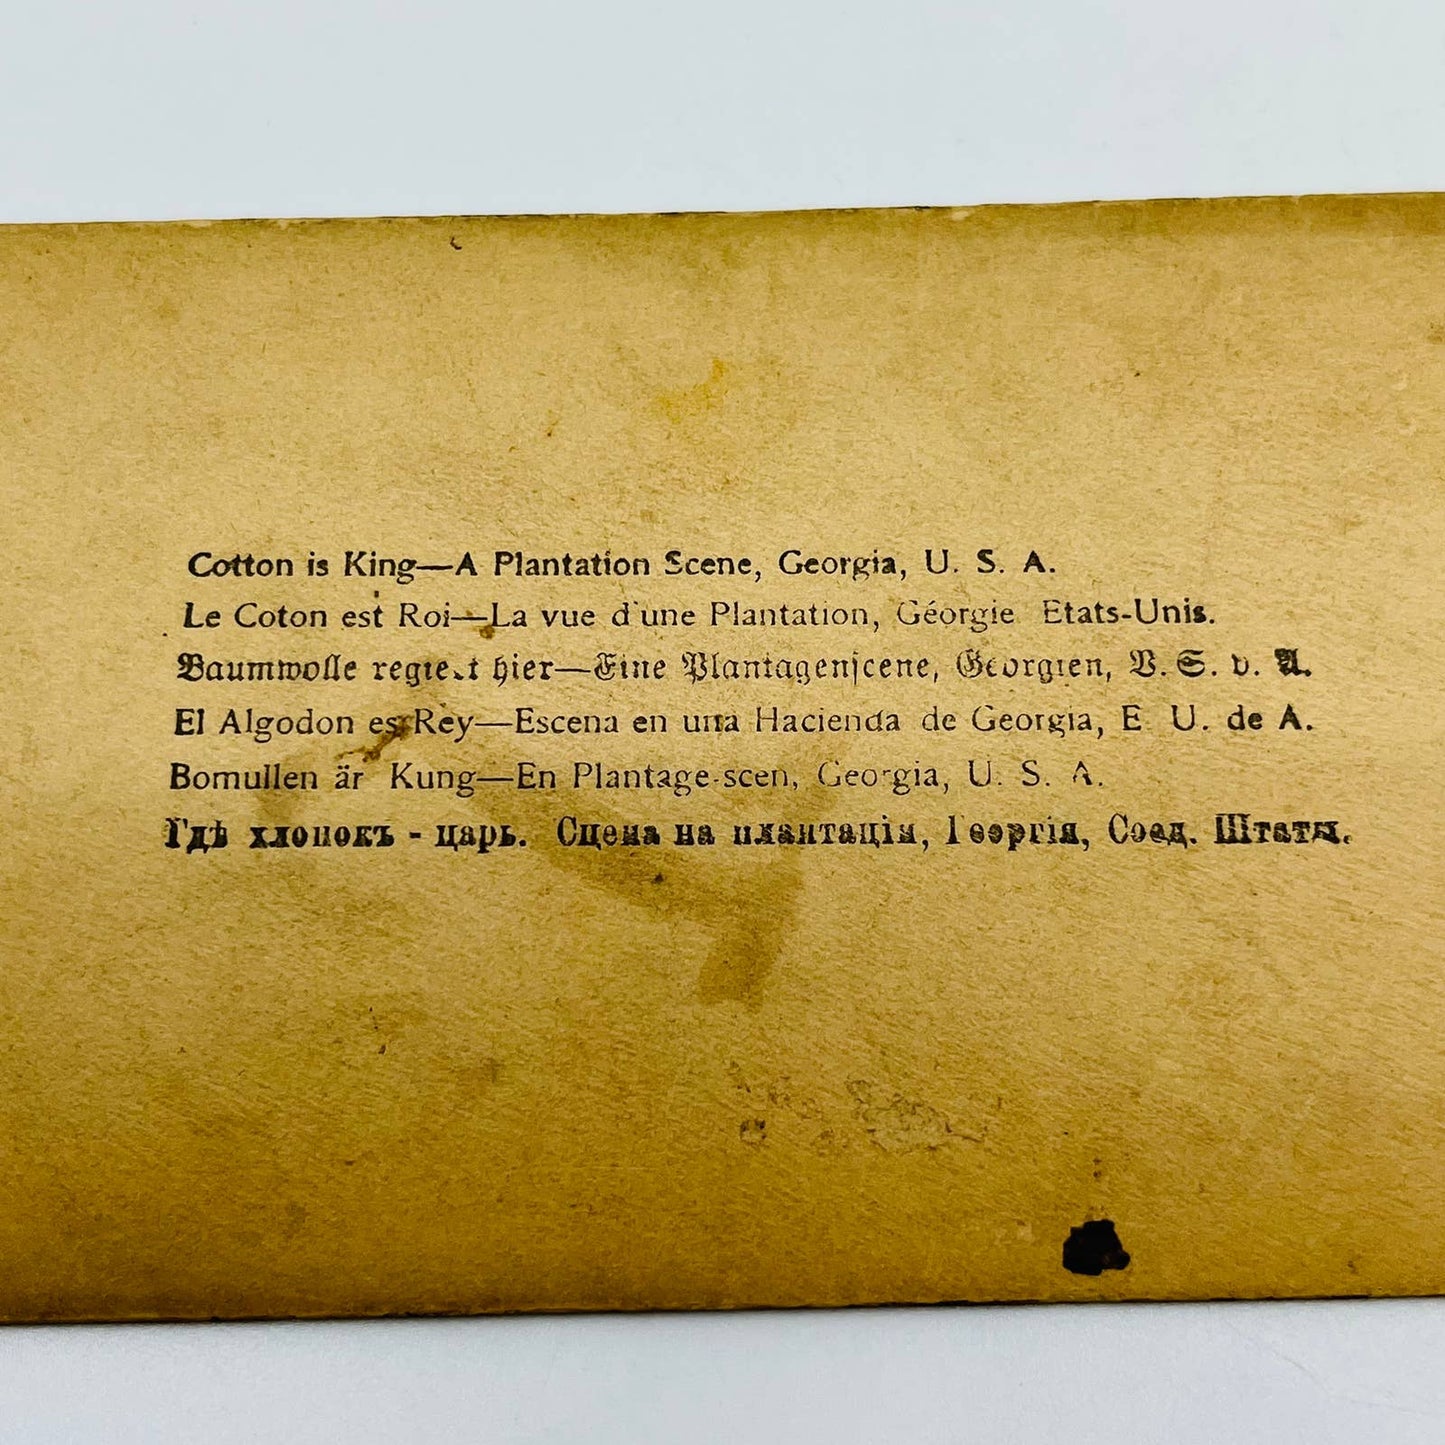 Cotton is King—A Plantation Scene, Georgia, U. S. A.
Le Coton est Roi—La vue d'une Plantation, Géorgie Etats-Unis.
Baumwolle regiert hier—Eine Plantagenscene, Georgien, V. S. v. A.
El Algodon es Rey—Escena en una Hacienda de Georgia, E U. de A.
Bomullen är Kung—En Plantage-scen, Georgia, U. S. A.
Гдѣ хлопокъ - царь. Сцена на плантаціи, Георгія, Соед. Штаты.